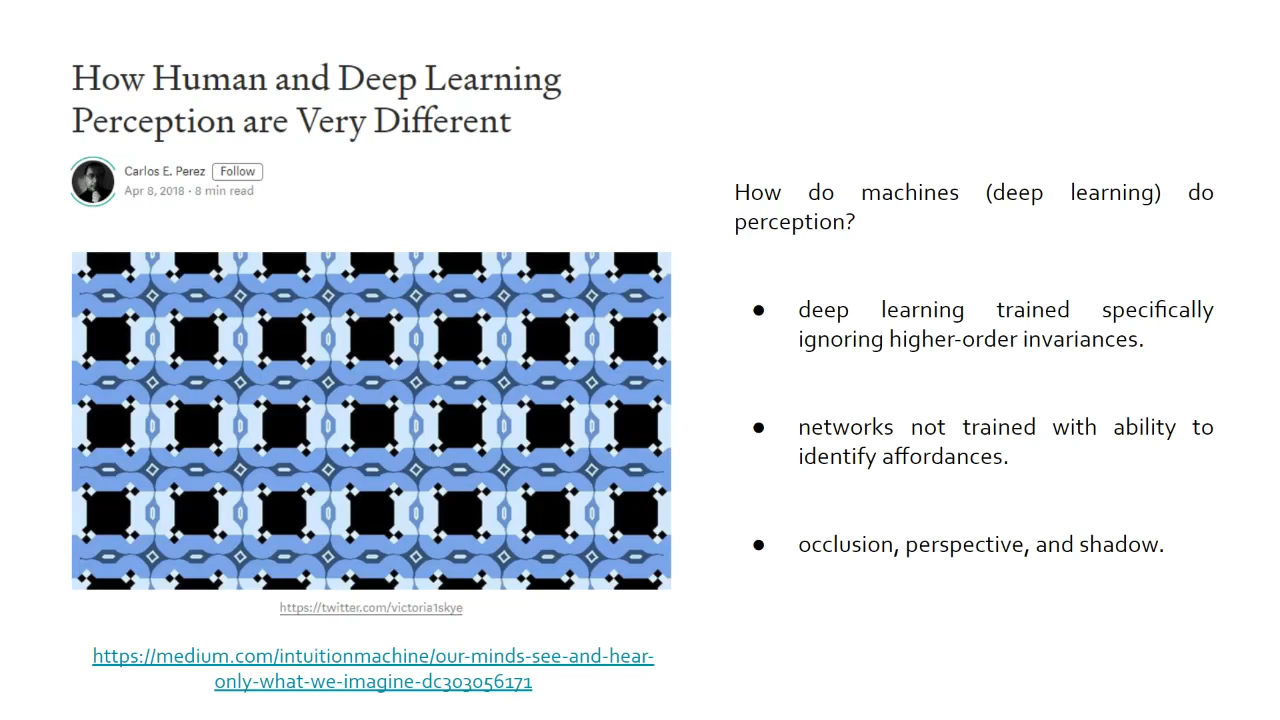 How Human and Deep Learning
Perception are Very Different
Carlos E. Perez Follow
Apr 8, 2018 · 8 min read
https://twitter.com/victoria1skye
https://medium.com/intuitionmachine/our-minds-see-and-hear-
only-what-we-imagine-dc303056171
How do machines (deep learning) do
perception?
● deep learning trained specifically
ignoring higher-order invariances.
● networks not trained with ability to
identify affordances.
● occlusion, perspective, and shadow.